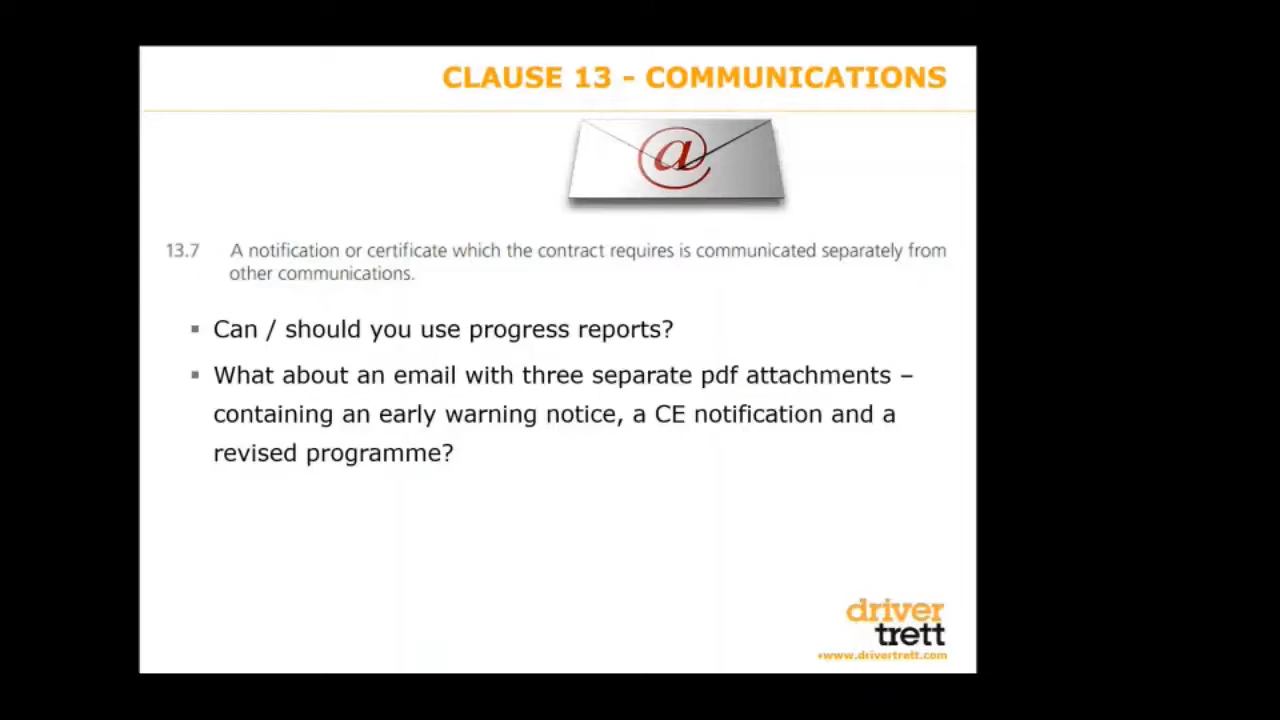 CLAUSE 13 - COMMUNICATIONS
@
13.7 A notification or certificate which the contract requires is communicated separately from
other communications.
▪ Can / should you use progress reports?
▪ What about an email with three separate pdf attachments –
containing an early warning notice, a CE notification and a
revised programme?
driver
trett
•www.drivertrett.com